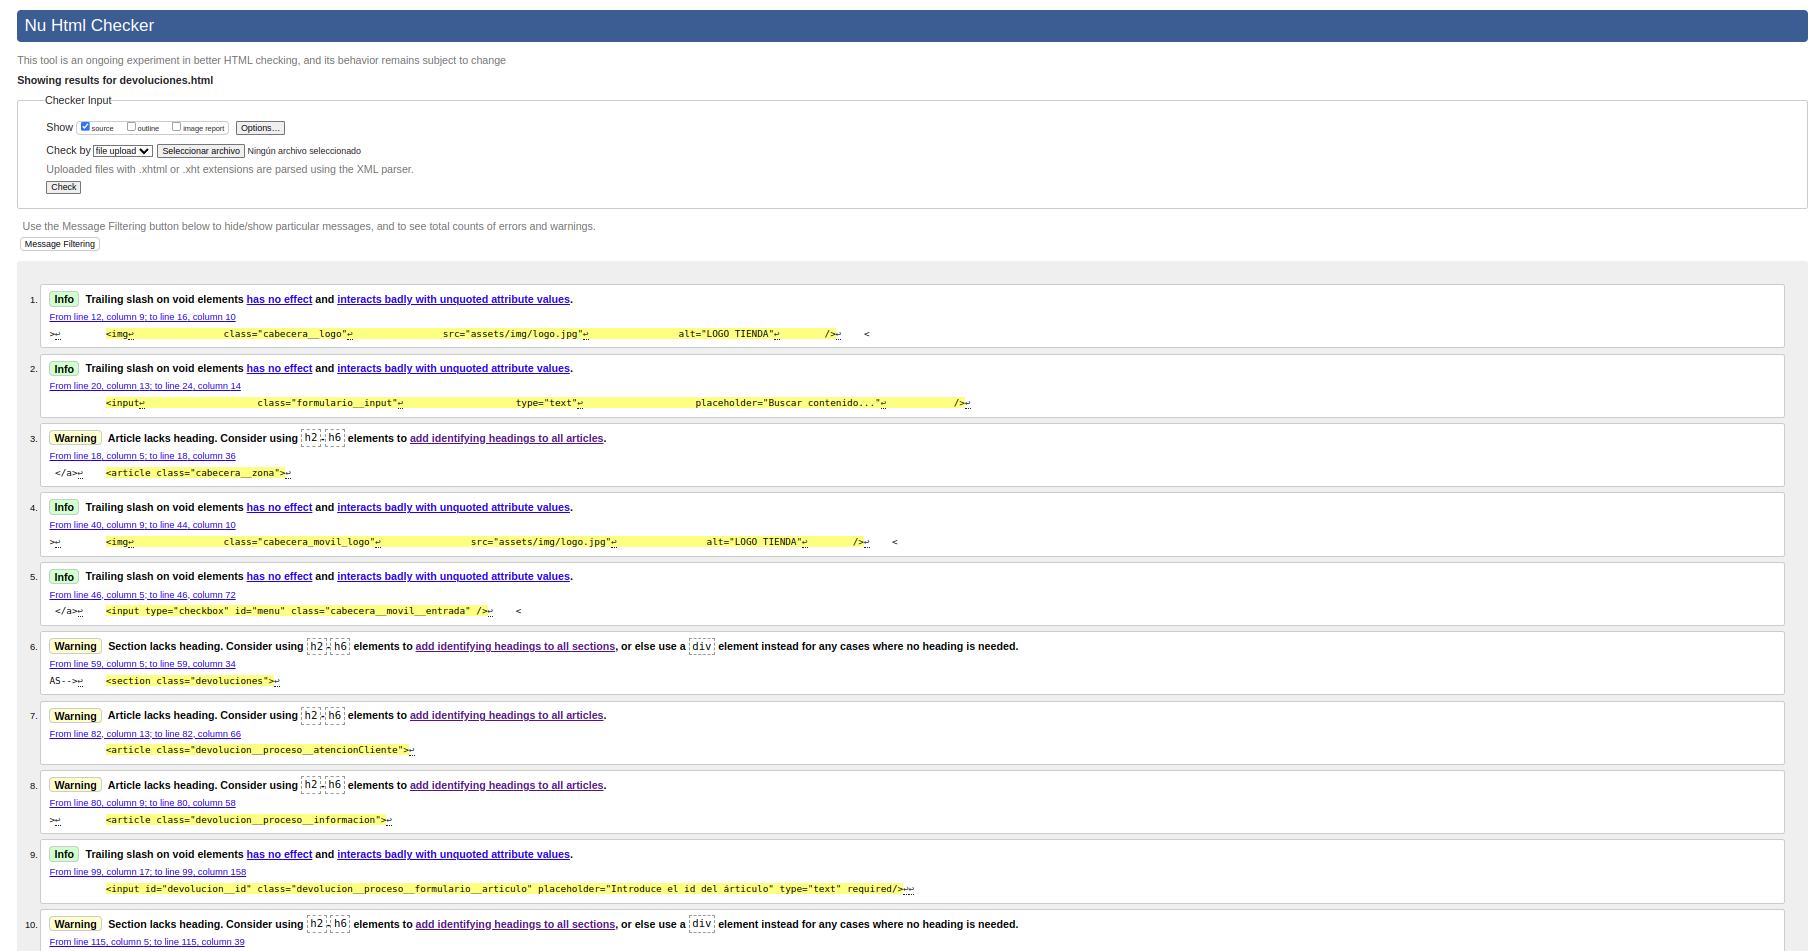 Nu Html Checker
This tool is an ongoing experiment in better HTML checking, and its behavior remains subject to change
Showing results for devoluciones.html
Checker Input
Show source outline image report Options...
Check by file upload Seleccionar archivo Ningún archivo seleccionado
Uploaded files with .xhtml or .xht extensions are parsed using the XML parser.
Check
Use the Message Filtering button below to hide/show particular messages, and to see total counts of errors and warnings.
Message Filtering
1. Info Trailing slash on void elements has no effect and interacts badly with unquoted attribute values.
From line 12, column 9; to line 16, column 10
>↩ <img↩ class="cabecera__logo"↩ src="assets/img/logo.jpg"↩ alt="LOGO TIENDA"↩ />↩ <
2. Info Trailing slash on void elements has no effect and interacts badly with unquoted attribute values.
From line 20, column 13; to line 24, column 14
<input↩ class="formulario__input"↩ type="text"↩ placeholder="Buscar contenido..."↩ />↩
3. Warning Article lacks heading. Consider using h2-h6 elements to add identifying headings to all articles.
From line 18, column 5; to line 18, column 36
</a>↩ <article class="cabecera__zona">↩
4. Info Trailing slash on void elements has no effect and interacts badly with unquoted attribute values.
From line 40, column 9; to line 44, column 10
>↩ <img↩ class="cabecera_movil_logo"↩ src="assets/img/logo.jpg"↩ alt="LOGO TIENDA"↩ />↩ <
5. Info Trailing slash on void elements has no effect and interacts badly with unquoted attribute values.
From line 46, column 5; to line 46, column 72
</a>↩ <input type="checkbox" id="menu" class="cabecera__movil__entrada" />↩ <
6. Warning Section lacks heading. Consider using h2-h6 elements to add identifying headings to all sections, or else use a div element instead for any cases where no heading is needed.
From line 59, column 5; to line 59, column 34
AS-->↩ <section class="devoluciones">↩
7. Warning Article lacks heading. Consider using h2-h6 elements to add identifying headings to all articles.
From line 82, column 13; to line 82, column 66
<article class="devolucion__proceso__atencionCliente">↩
8. Warning Article lacks heading. Consider using h2-h6 elements to add identifying headings to all articles.
From line 80, column 9; to line 80, column 58
>↩ <article class="devolucion__proceso__informacion">↩
9. Info Trailing slash on void elements has no effect and interacts badly with unquoted attribute values.
From line 99, column 17; to line 99, column 158
<input id="devolucion__id" class="devolucion__proceso__formulario__articulo" placeholder="Introduce el id del árticulo" type="text" required/>↩↩
10. Warning Section lacks heading. Consider using h2-h6 elements to add identifying headings to all sections, or else use a div element instead for any cases where no heading is needed.
From line 115, column 5; to line 115, column 39